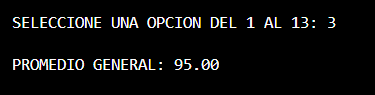 SELECCIONE UNA OPCION DEL 1 AL 13: 3
PROMEDIO GENERAL: 95.00